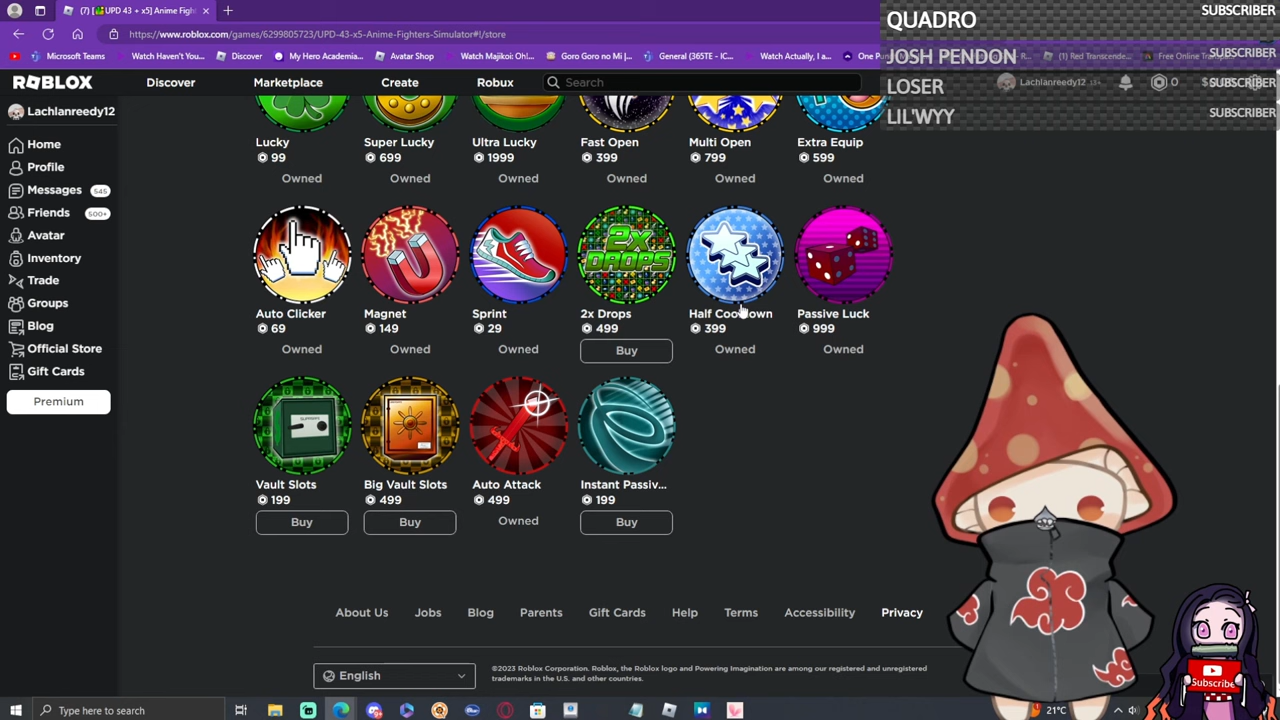 (7) UPD 43 + x5] Anime Fighte
https://www.roblox.com/games/6299805723/UPD-43-x5-Anime-Fighters-Simulator#!/store
Microsoft Teams
Watch Haven't You...
Discover
My Hero Academia...
Avatar Shop
Watch Majikoi: Oh!...
Goro Goro no Mi |...
General (365TE - IC...
Watch Actually, I a...
(1) Red Transcende...
QUADRO SUBSCRIBER
JOSH PENDON SUBSCRIBER
LOSER SUBSCRIBER
LIL'WYY SUBSCRIBER
ROBLOX Discover Marketplace Create Robux Search Lachlanreedy12 13+ 0
Lachlanreedy12
Home
Profile
Messages 545
Friends 500+
Avatar
Inventory
Trade
Groups
Blog
Official Store
Gift Cards
Premium
Lucky Super Lucky Ultra Lucky Fast Open Multi Open Extra Equip
99 699 1999 399 799 599
Owned Owned Owned Owned Owned Owned
2X DROPS
Auto Clicker Magnet Sprint 2x Drops Half Cooldown Passive Luck
69 149 29 499 399 999
Owned Owned Owned Buy Owned Owned
Vault Slots Big Vault Slots Auto Attack Instant Passiv...
199 499 499 199
Buy Buy Owned Buy
About Us Jobs Blog Parents Gift Cards Help Terms Accessibility Privacy
English
©2023 Roblox Corporation. Roblox, the Roblox logo and Powering Imagination are among our registered and unregistered
trademarks in the U.S. and other countries.
Subscribe
Type here to search
21°C